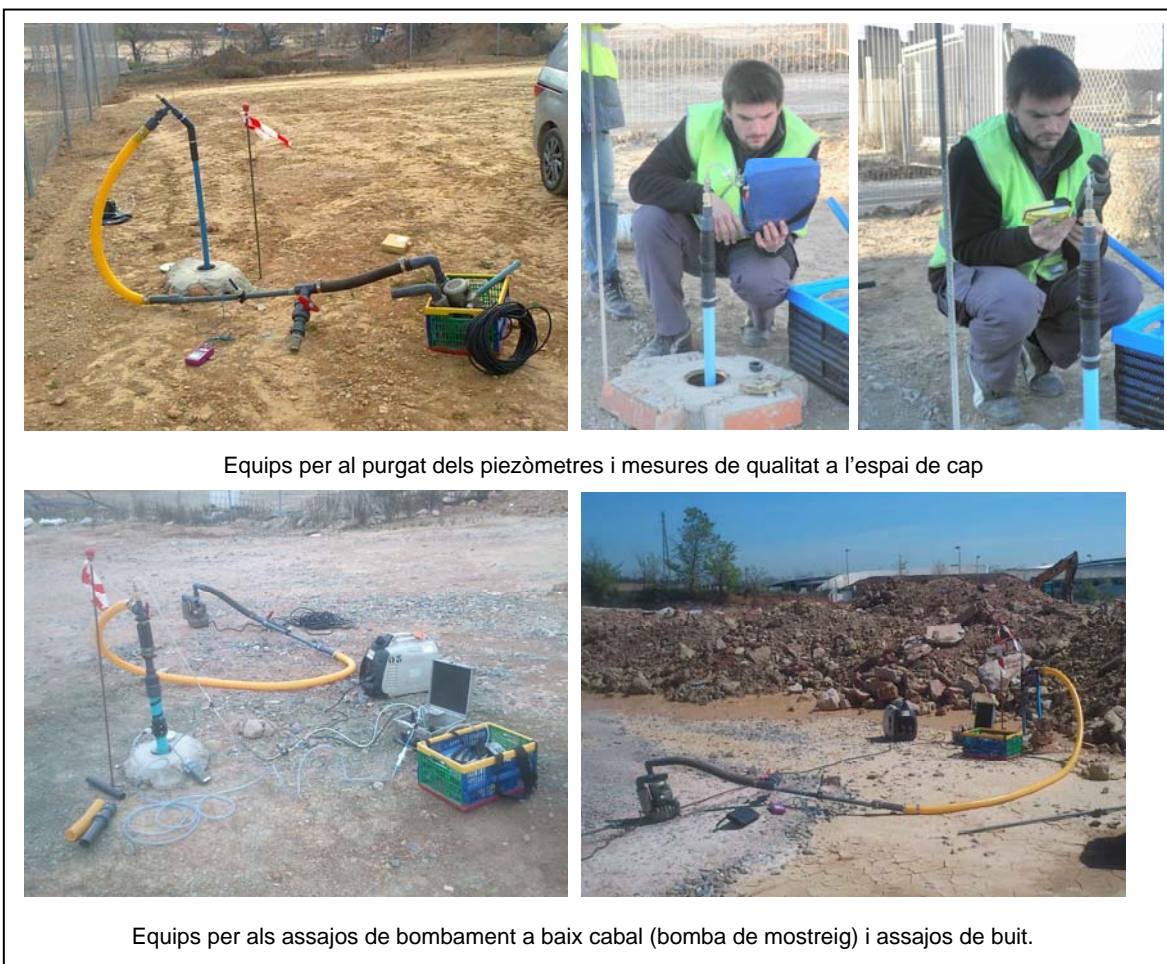 Equips per al purgat dels piezòmetres i mesures de qualitat a l'espai de cap
Equips per als assajos de bombament a baix cabal (bomba de mostreig) i assajos de buit.